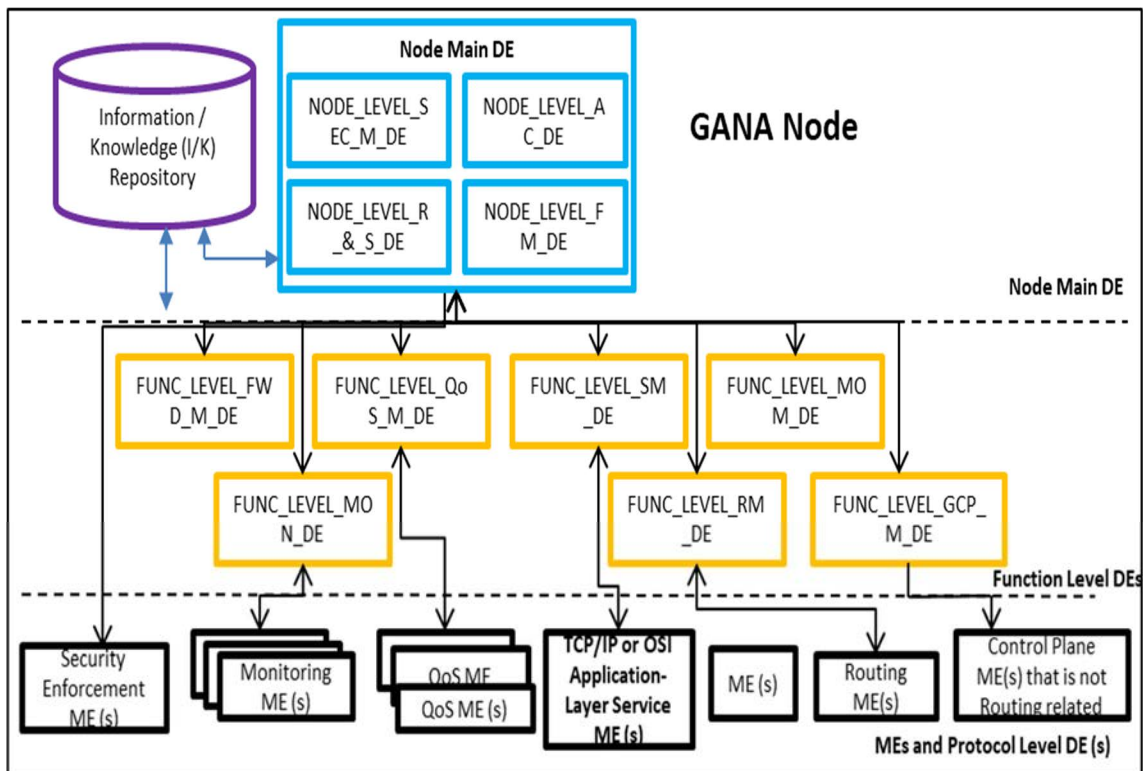 Node Main DE
GANA Node
Information /
Knowledge (I/K)
Repository
NODE_LEVEL_S
EC_M_DE
NODE_LEVEL_A
C_DE
NODE_LEVEL_R
_&_S_DE
NODE_LEVEL_F
M_DE
Node Main DE
FUNC_LEVEL_FW
D_M_DE
FUNC_LEVEL_Qo
S_M_DE
FUNC_LEVEL_SM
_DE
FUNC_LEVEL_MO
M_DE
FUNC_LEVEL_MO
N_DE
FUNC_LEVEL_RM
_DE
FUNC_LEVEL_GCP_
M_DE
Function Level DEs
Security
Enforcement
ME (s)
Monitoring
ME (s)
QoS ME
QoS ME (s)
TCP/IP or OSI
Application-
Layer Service
ME (s)
ME (s)
Routing
ME(s)
Control Plane
ME(s) that is not
Routing related
MEs and Protocol Level DE (s)